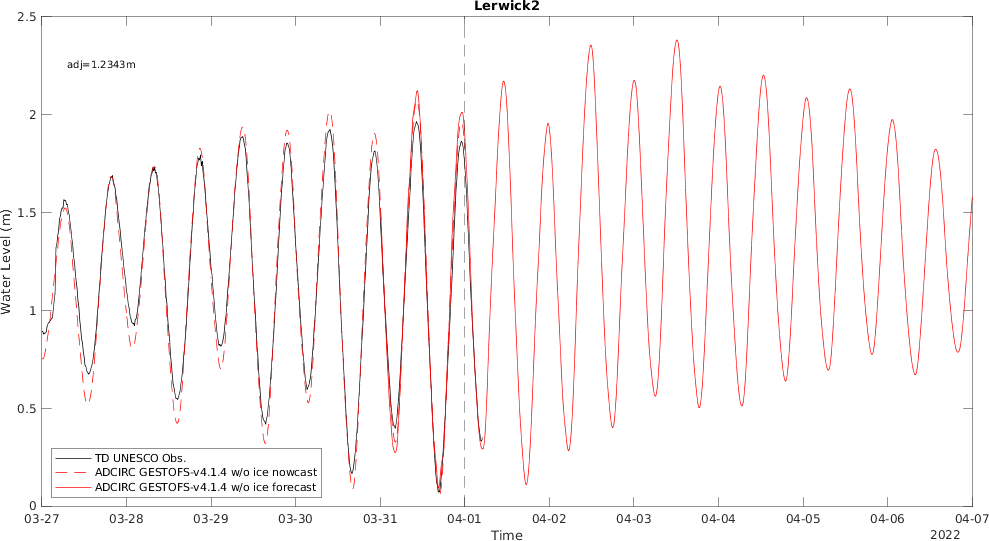 Lerwick2
adj=1.2343m
Water Level (m)
2.5
2
1.5
1
0.5
0
TD UNESCO Obs.
ADCIRC GESTOFS-v4.1.4 w/o ice nowcast
ADCIRC GESTOFS-v4.1.4 w/o ice forecast
03-27 03-28 03-29 03-30 03-31 04-01 04-02 04-03 04-04 04-05 04-06 04-07
Time
2022